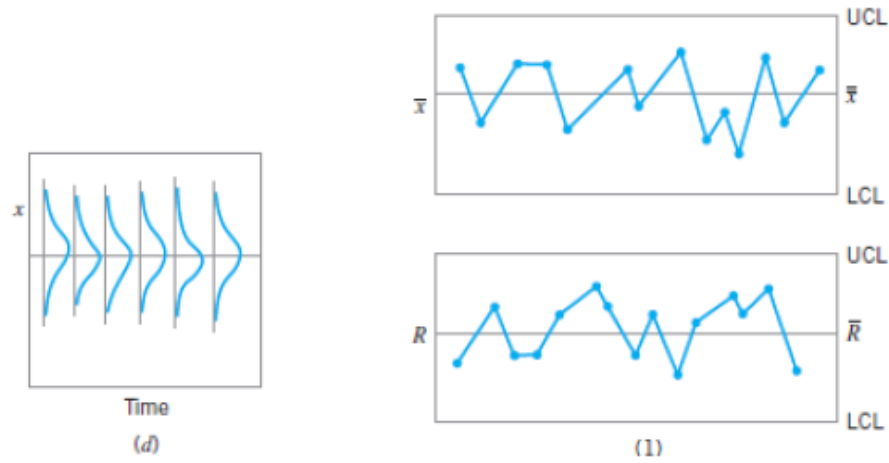 x
Time
(d)
UCL
x̄
x̿
LCL
UCL
R
R̄
LCL
(1)